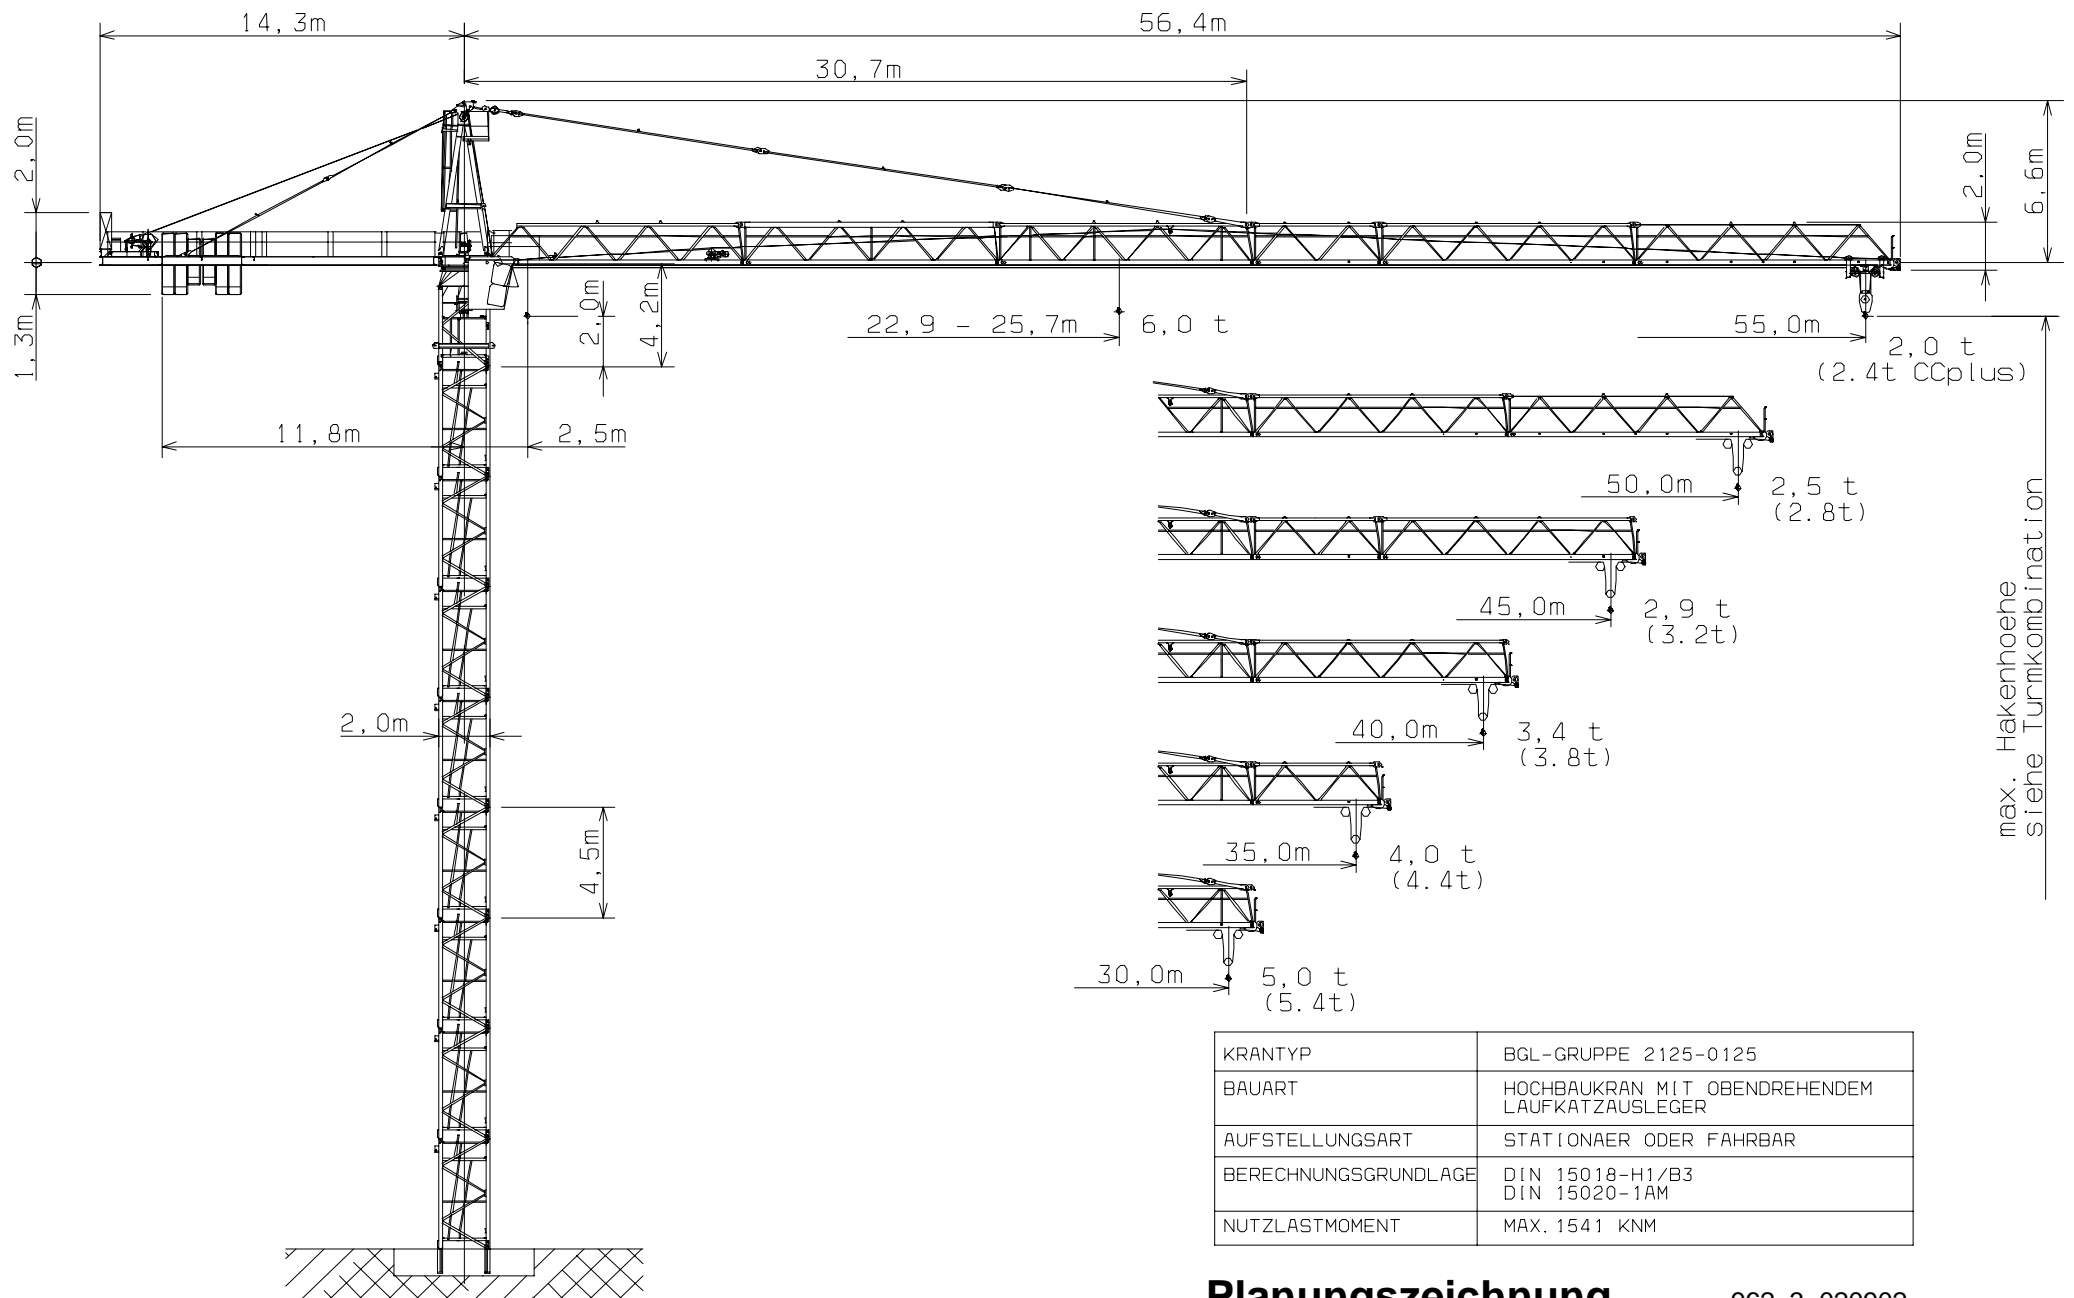 14,3m
56,4m
30,7m
2,0m
2,0m
6,6m
1,3m
2,0m
4,2m
22,9 - 25,7m
6,0 t
55,0m
2,0 t
(2.4t CCplus)
11,8m
2,5m
50,0m
2,5 t
(2.8t)
45,0m
2,9 t
(3.2t)
max. Hakenhoehe
siehe Turmkombination
2,0m
40,0m
3,4 t
(3.8t)
4,5m
35,0m
4,0 t
(4.4t)
30,0m
5,0 t
(5.4t)
KRANTYP
BGL-GRUPPE 2125-0125
BAUART
HOCHBAUKRAN MIT OBENDREHENDEM
LAUFKATZAUSLEGER
AUFSTELLUNGSART
STATIONAER ODER FAHRBAR
BERECHNUNGSGRUNDLAGE
DIN 15018-H1/B3
DIN 15020-1AM
NUTZLASTMOMENT
MAX.1541 KNM
Planungszeichnung